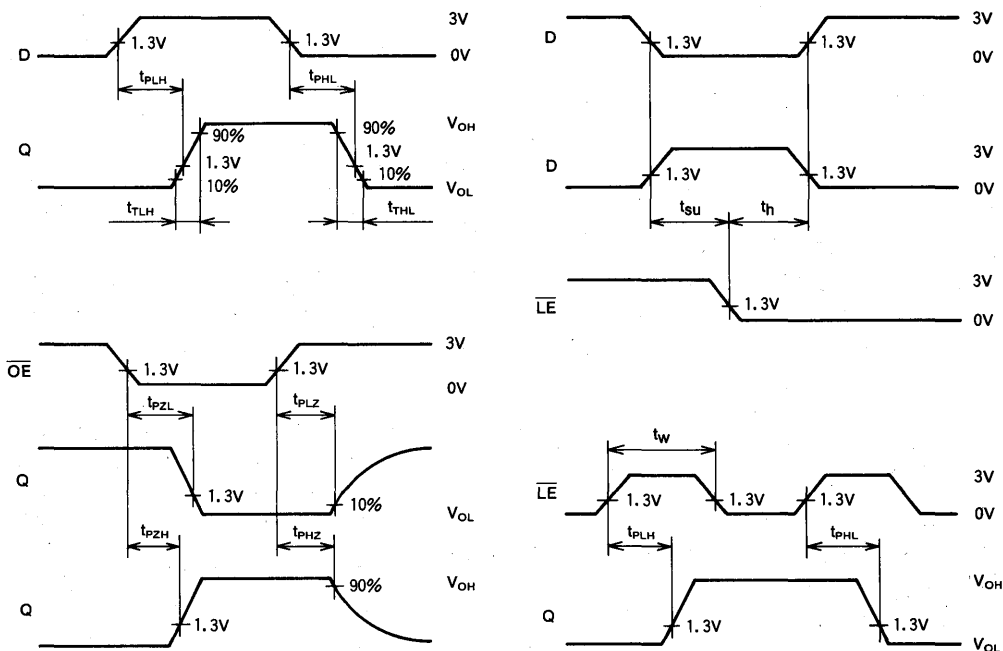 3V
1.3V 1.3V
D 0V
tPLH tPHL
VOH
90% 90%
Q 1.3V 1.3V
10% 10%
VOL
tTLH tTHL
3V
D 1.3V 1.3V
0V
3V
D 1.3V 1.3V
0V
tsu th
3V
L̅E̅ 1.3V
0V
3V
O̅E̅ 1.3V 1.3V
0V
tPZL tPLZ
Q 1.3V 10%
VOL
tPZH tPHZ
VOH
90%
Q 1.3V
tW
3V
L̅E̅ 1.3V 1.3V 1.3V
0V
tPLH tPHL
VOH
Q 1.3V 1.3V
VOL